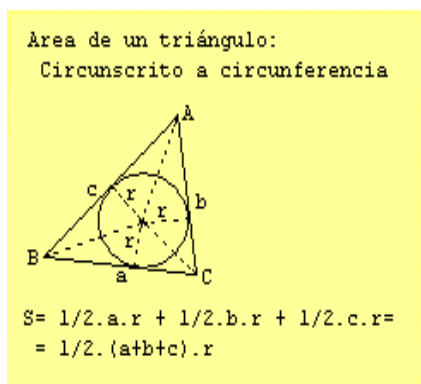 Area de un triángulo:
Circunscrito a circunferencia
A
c
r
r
b
r
B
a
C
S= 1/2.a.r + 1/2.b.r + 1/2.c.r=
= 1/2.(a+b+c).r